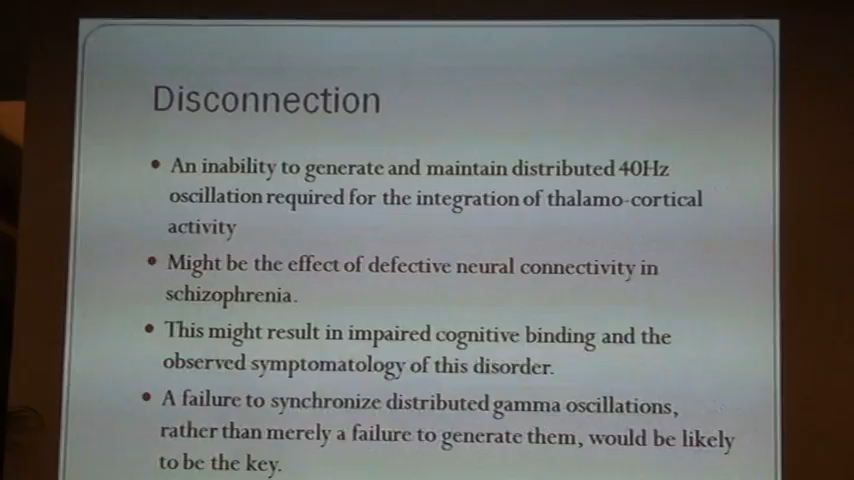 Disconnection
• An inability to generate and maintain distributed 40Hz
oscillation required for the integration of thalamo-cortical
activity
• Might be the effect of defective neural connectivity in
schizophrenia.
• This might result in impaired cognitive binding and the
observed symptomatology of this disorder.
• A failure to synchronize distributed gamma oscillations,
rather than merely a failure to generate them, would be likely
to be the key.